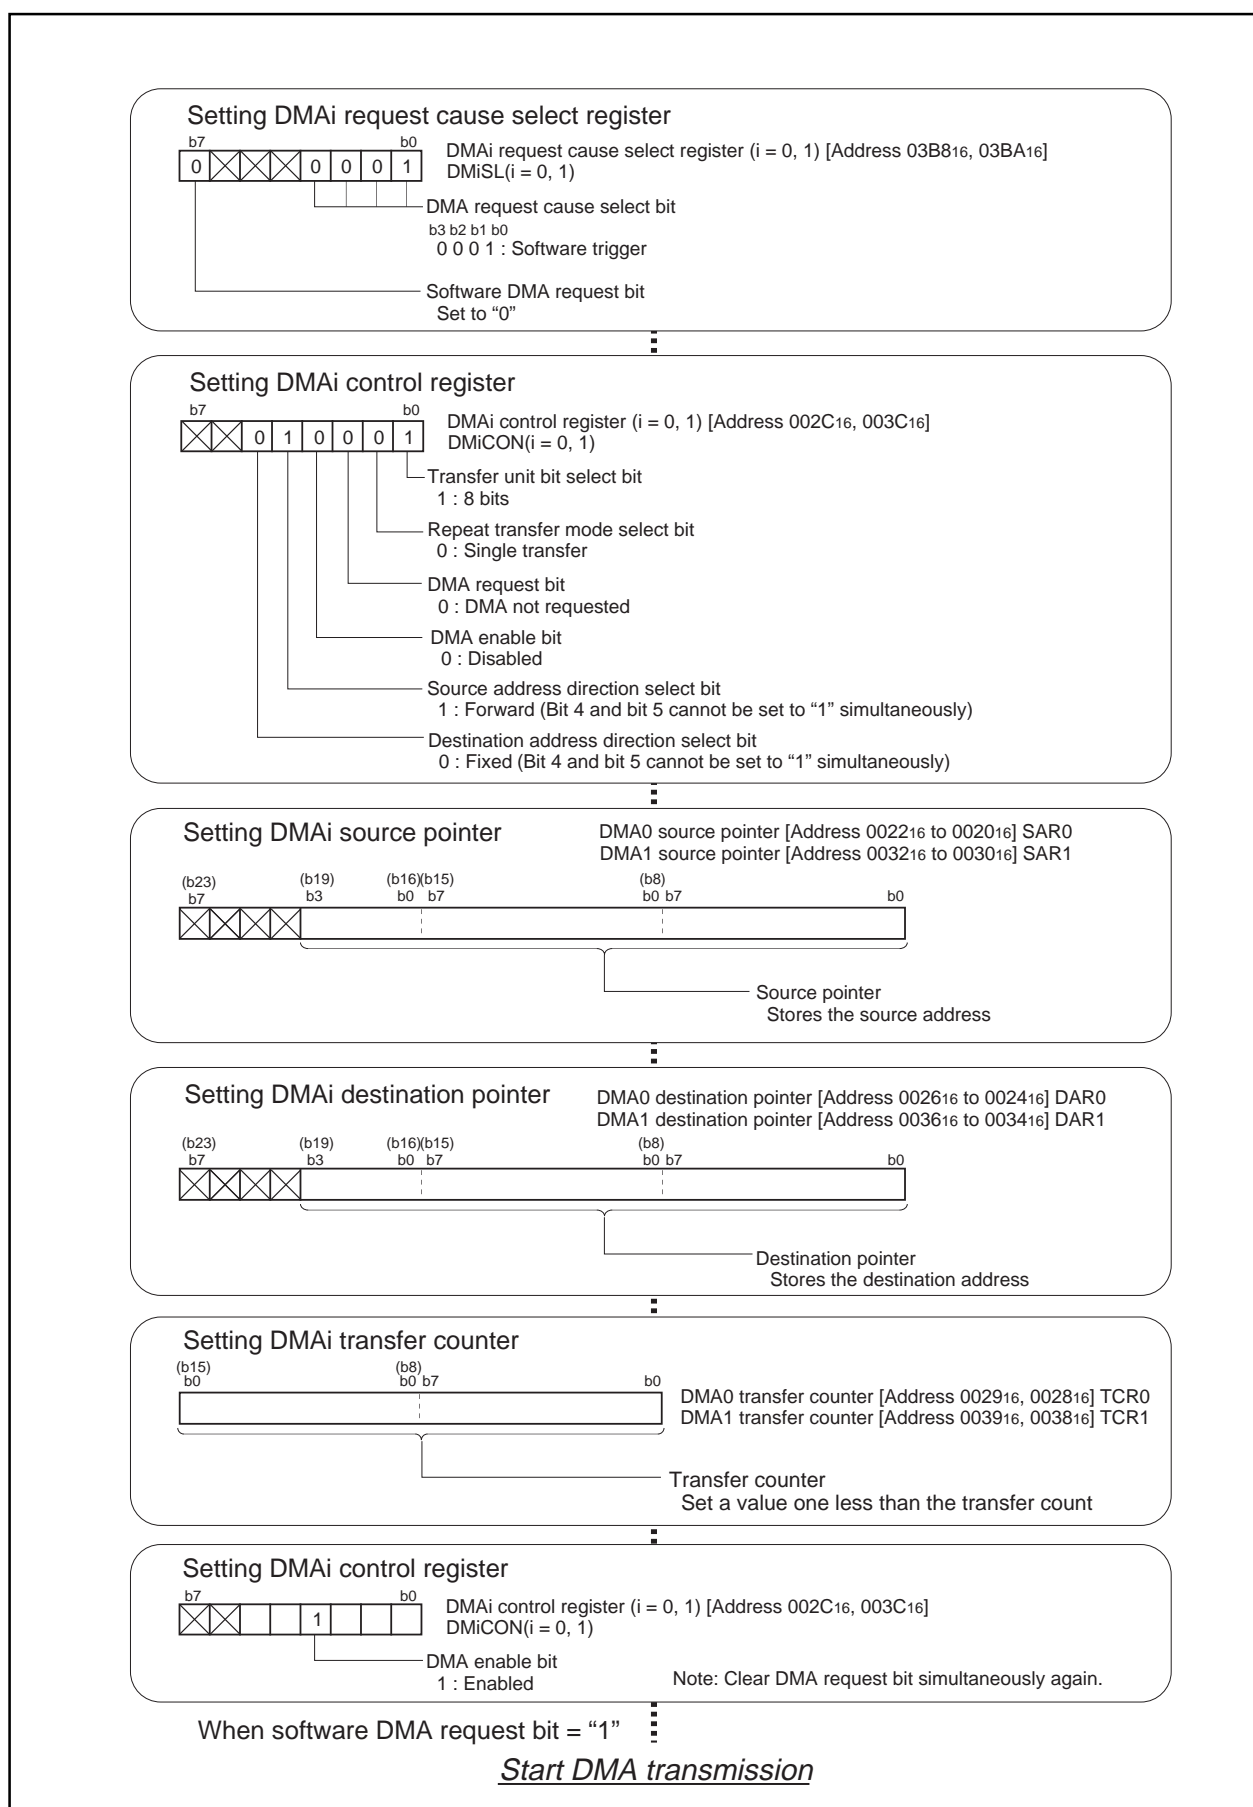 Setting DMAi request cause select register
b7 b0
0 0 0 0 1
DMAi request cause select register (i = 0, 1) [Address 03B816, 03BA16]
DMiSL(i = 0, 1)
DMA request cause select bit
b3 b2 b1 b0
0 0 0 1 : Software trigger
Software DMA request bit
Set to “0”
Setting DMAi control register
b7 b0
0 1 0 0 0 1
DMAi control register (i = 0, 1) [Address 002C16, 003C16]
DMiCON(i = 0, 1)
Transfer unit bit select bit
1 : 8 bits
Repeat transfer mode select bit
0 : Single transfer
DMA request bit
0 : DMA not requested
DMA enable bit
0 : Disabled
Source address direction select bit
1 : Forward (Bit 4 and bit 5 cannot be set to “1” simultaneously)
Destination address direction select bit
0 : Fixed (Bit 4 and bit 5 cannot be set to “1” simultaneously)
Setting DMAi source pointer
DMA0 source pointer [Address 002216 to 002016] SAR0
DMA1 source pointer [Address 003216 to 003016] SAR1
(b23) (b19) (b16)(b15) (b8)
b7 b3 b0 b7 b0 b7 b0
Source pointer
Stores the source address
Setting DMAi destination pointer
DMA0 destination pointer [Address 002616 to 002416] DAR0
DMA1 destination pointer [Address 003616 to 003416] DAR1
(b23) (b19) (b16)(b15) (b8)
b7 b3 b0 b7 b0 b7 b0
Destination pointer
Stores the destination address
Setting DMAi transfer counter
(b15) (b8)
b0 b0 b7 b0
DMA0 transfer counter [Address 002916, 002816] TCR0
DMA1 transfer counter [Address 003916, 003816] TCR1
Transfer counter
Set a value one less than the transfer count
Setting DMAi control register
b7 b0
1
DMAi control register (i = 0, 1) [Address 002C16, 003C16]
DMiCON(i = 0, 1)
DMA enable bit
1 : Enabled
Note: Clear DMA request bit simultaneously again.
When software DMA request bit = “1”
Start DMA transmission